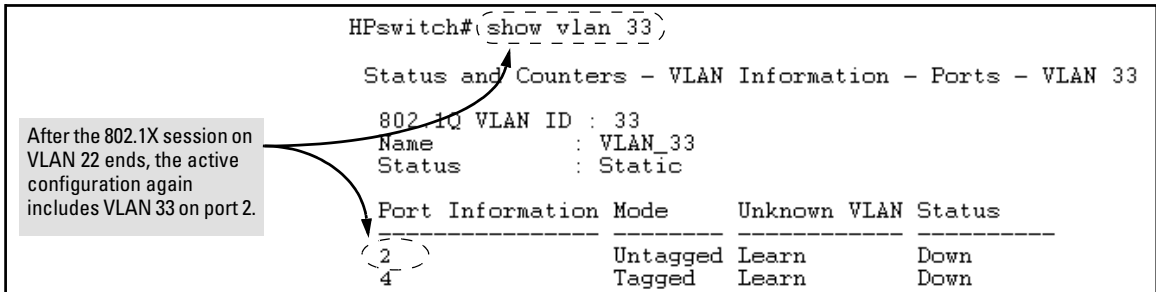 HPswitch# show vlan 33
Status and Counters - VLAN Information - Ports - VLAN 33
802.1Q VLAN ID : 33
Name : VLAN_33
Status : Static
After the 802.1X session on
VLAN 22 ends, the active
configuration again
includes VLAN 33 on port 2.
Port Information Mode Unknown VLAN Status
---------------- -------- ------------ ----------
2 Untagged Learn Down
4 Tagged Learn Down